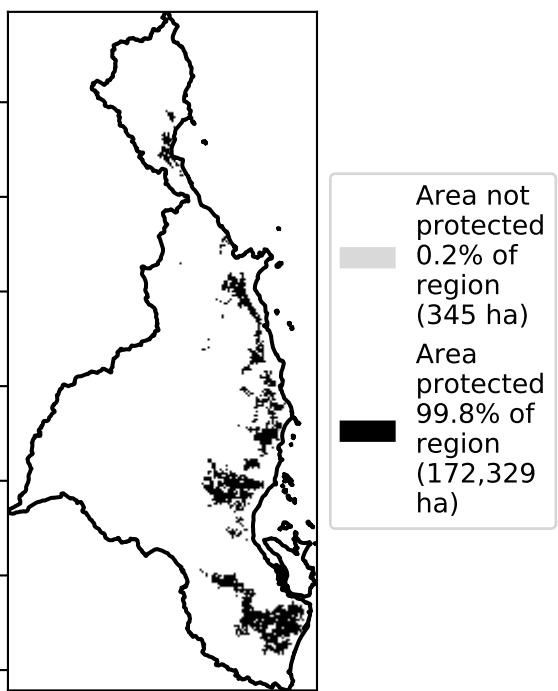 Area not
protected
0.2% of
region
(345 ha)
Area
protected
99.8% of
region
(172,329
ha)